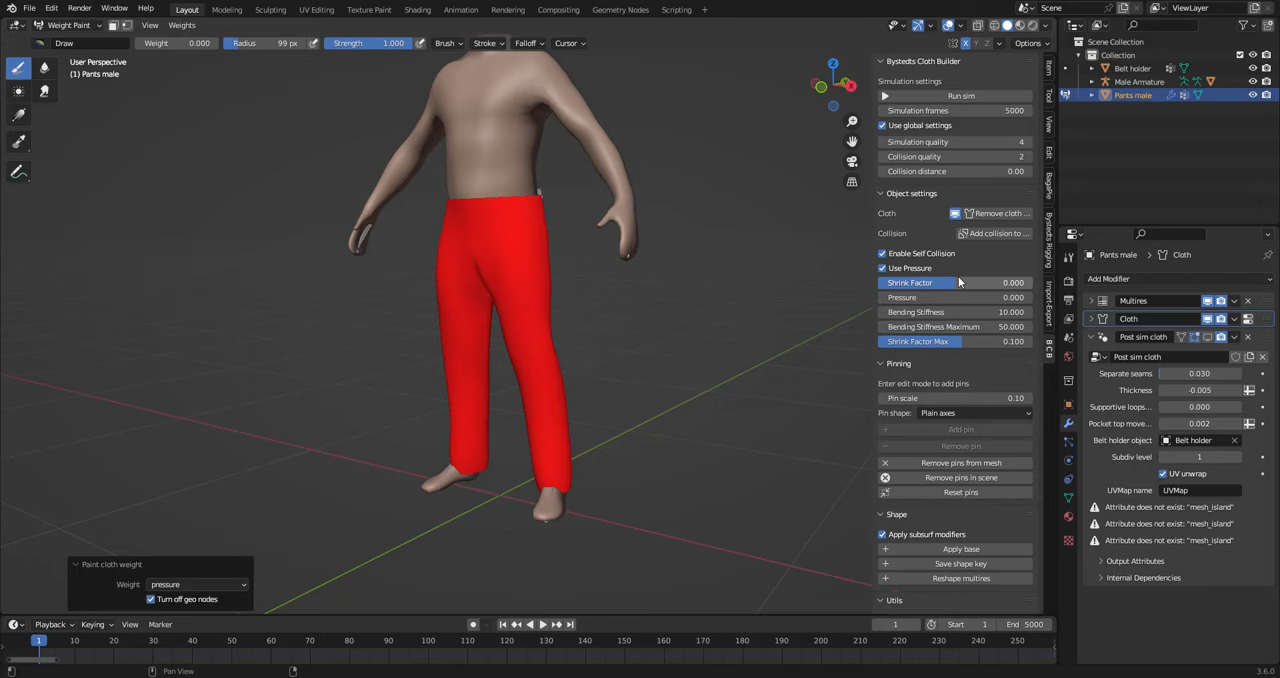 File Edit Render Window Help Layout Modeling Sculpting UV Editing Texture Paint Shading Animation Rendering Compositing Geometry Nodes Scripting Scene ViewLayer
Weight Paint View Weights
Draw Weight 0.000 Radius 99 px Strength 1.000 Brush Stroke Falloff Cursor X Y Z Options
User Perspective
(1) Pants male
Z
Y
X
Bystedts Cloth Builder
Simulation settings
Run sim
Simulation frames 5000
Use global settings
Simulation quality 4
Collision quality 2
Collision distance 0.00
Object settings
Cloth Remove cloth ...
Collision Add collision to ...
Enable Self Collision
Use Pressure
Shrink Factor 0.000
Pressure 0.000
Bending Stiffness 10.000
Bending Stiffness Maximum 50.000
Shrink Factor Max 0.100
Pinning
Enter edit mode to add pins
Pin scale 0.10
Pin shape: Plain axes
Add pin
Remove pin
Remove pins from mesh
Remove pins in scene
Reset pins
Shape
Apply subsurf modifiers
Apply base
Save shape key
Reshape multires
Utils
Item
Tool
View
Edit
BagaPie
Bystedts Rigging
Import-Export
B C B
Scene Collection
Collection
Belt holder
Male Armature
Pants male
Pants male Cloth
Add Modifier
Multires
Cloth
Post sim cloth
Post sim cloth
Separate seams 0.030
Thickness -0.005
Supportive loops... 0.000
Pocket top move... 0.002
Belt holder object Belt holder
Subdiv level 1
UV unwrap
UVMap name UVMap
Attribute does not exist: "mesh_island"
Attribute does not exist: "mesh_island"
Attribute does not exist: "mesh_island"
Output Attributes
Internal Dependencies
Paint cloth weight
Weight pressure
Turn off geo nodes
Playback Keying View Marker 1 Start 1 End 5000
1 10 20 30 40 50 60 70 80 90 100 110 120 130 140 150 160 170 180 190 200 210 220 230 240 250
Pan View 3.6.0